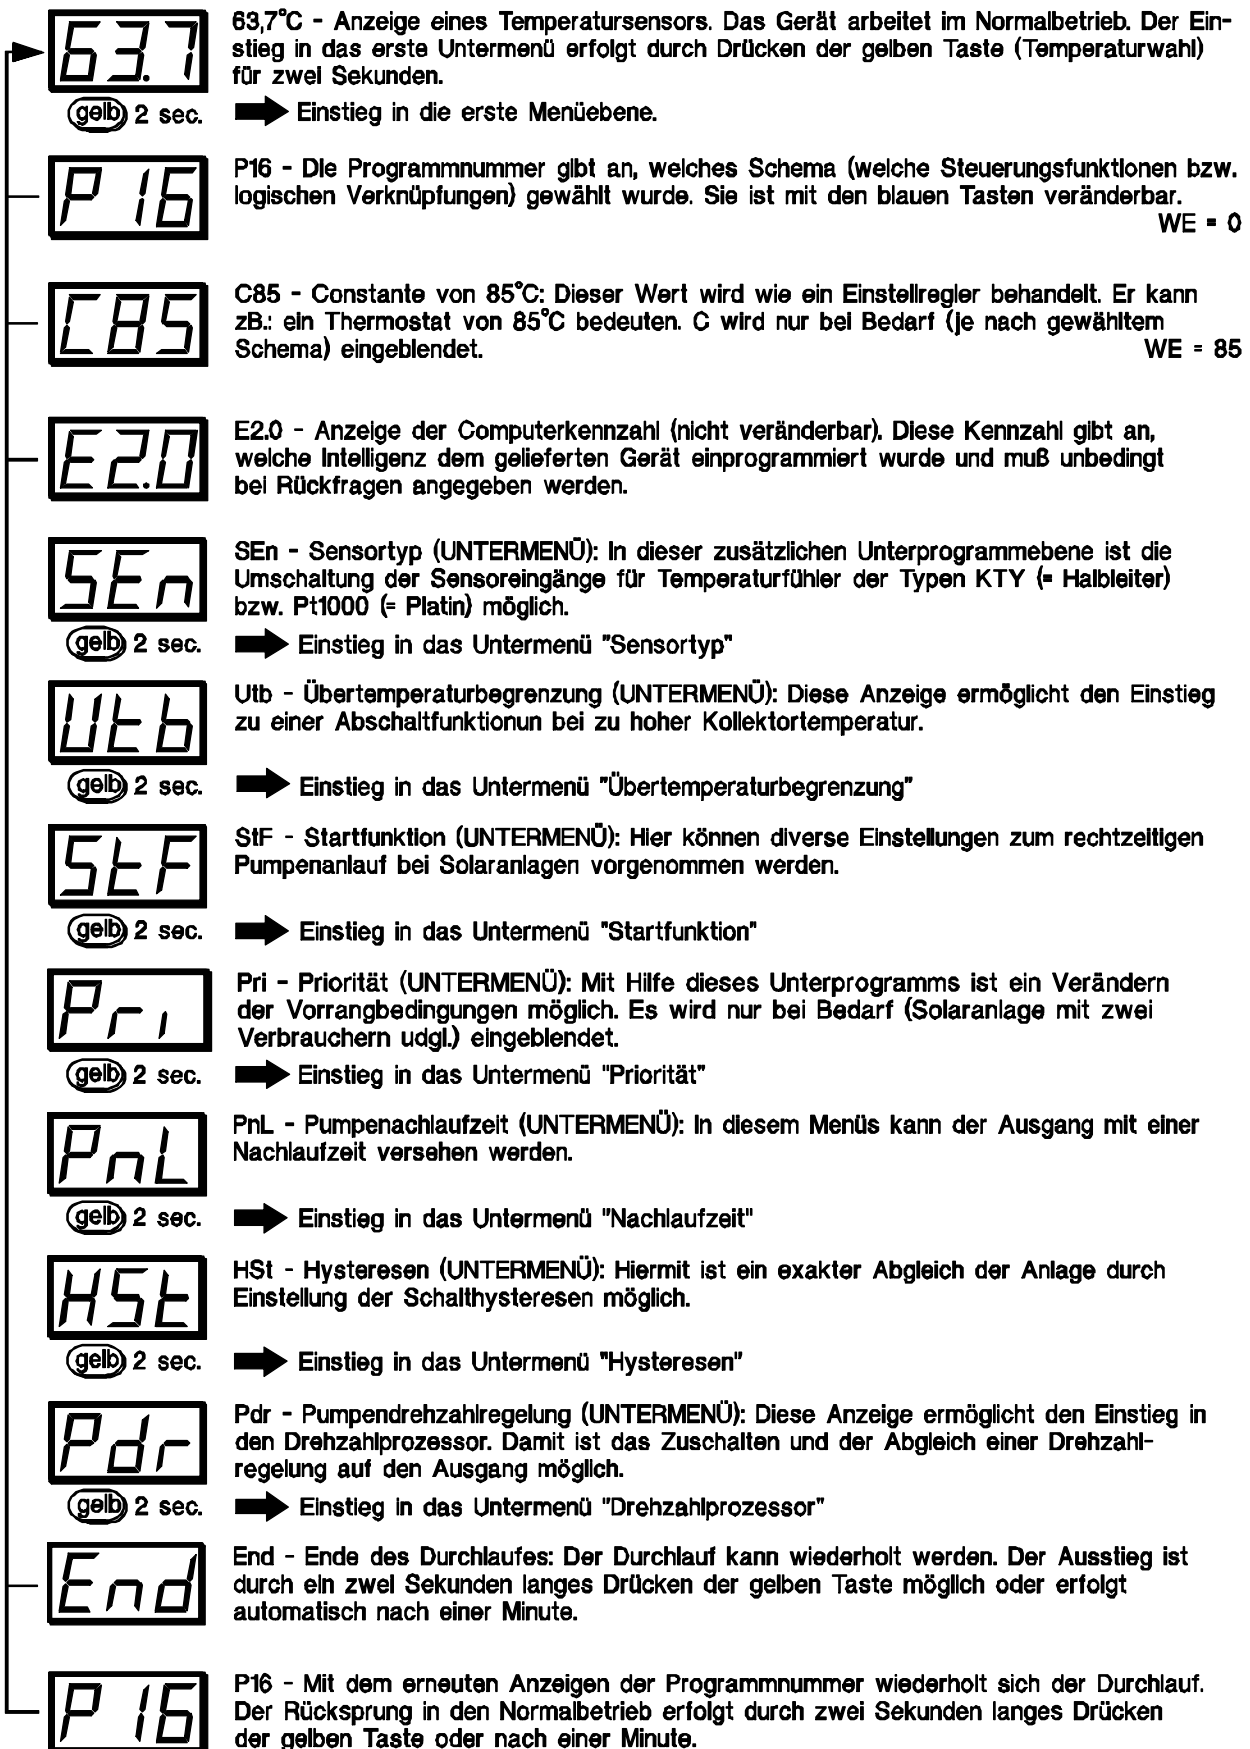 63.7
63,7°C - Anzeige eines Temperatursensors. Das Gerät arbeitet im Normalbetrieb. Der Ein-
stieg in das erste Untermenü erfolgt durch Drücken der gelben Taste (Temperaturwahl)
für zwei Sekunden.
gelb 2 sec.
Einstieg in die erste Menüebene.
P16
P16 - Die Programmnummer gibt an, welches Schema (welche Steuerungsfunktionen bzw.
logischen Verknüpfungen) gewählt wurde. Sie ist mit den blauen Tasten veränderbar.
WE = 0
C85
C85 - Constante von 85°C: Dieser Wert wird wie ein Einstellregler behandelt. Er kann
zB.: ein Thermostat von 85°C bedeuten. C wird nur bei Bedarf (je nach gewähltem
Schema) eingeblendet. WE = 85
E2.0
E2.0 - Anzeige der Computerkennzahl (nicht veränderbar). Diese Kennzahl gibt an,
welche Intelligenz dem gelieferten Gerät einprogrammiert wurde und muß unbedingt
bei Rückfragen angegeben werden.
SEn
SEn - Sensortyp (UNTERMENÜ): In dieser zusätzlichen Unterprogrammebene ist die
Umschaltung der Sensoreingänge für Temperaturfühler der Typen KTY (= Halbleiter)
bzw. Pt1000 (= Platin) möglich.
gelb 2 sec.
Einstieg in das Untermenü "Sensortyp"
Utb
Utb - Übertemperaturbegrenzung (UNTERMENÜ): Diese Anzeige ermöglicht den Einstieg
zu einer Abschaltfunktionun bei zu hoher Kollektortemperatur.
gelb 2 sec.
Einstieg in das Untermenü "Übertemperaturbegrenzung"
StF
StF - Startfunktion (UNTERMENÜ): Hier können diverse Einstellungen zum rechtzeitigen
Pumpenanlauf bei Solaranlagen vorgenommen werden.
gelb 2 sec.
Einstieg in das Untermenü "Startfunktion"
Pri
Pri - Priorität (UNTERMENÜ): Mit Hilfe dieses Unterprogramms ist ein Verändern
der Vorrangbedingungen möglich. Es wird nur bei Bedarf (Solaranlage mit zwei
Verbrauchern udgl.) eingeblendet.
gelb 2 sec.
Einstieg in das Untermenü "Priorität"
PnL
PnL - Pumpenachlaufzeit (UNTERMENÜ): In diesem Menüs kann der Ausgang mit einer
Nachlaufzeit versehen werden.
gelb 2 sec.
Einstieg in das Untermenü "Nachlaufzeit"
HSt
HSt - Hysteresen (UNTERMENÜ): Hiermit ist ein exakter Abgleich der Anlage durch
Einstellung der Schalthysteresen möglich.
gelb 2 sec.
Einstieg in das Untermenü "Hysteresen"
Pdr
Pdr - Pumpendrehzahlregelung (UNTERMENÜ): Diese Anzeige ermöglicht den Einstieg in
den Drehzahlprozessor. Damit ist das Zuschalten und der Abgleich einer Drehzahl-
regelung auf den Ausgang möglich.
gelb 2 sec.
Einstieg in das Untermenü "Drehzahlprozessor"
End
End - Ende des Durchlaufes: Der Durchlauf kann wiederholt werden. Der Ausstieg ist
durch ein zwei Sekunden langes Drücken der gelben Taste möglich oder erfolgt
automatisch nach einer Minute.
P16
P16 - Mit dem erneuten Anzeigen der Programmnummer wiederholt sich der Durchlauf.
Der Rücksprung in den Normalbetrieb erfolgt durch zwei Sekunden langes Drücken
der gelben Taste oder nach einer Minute.